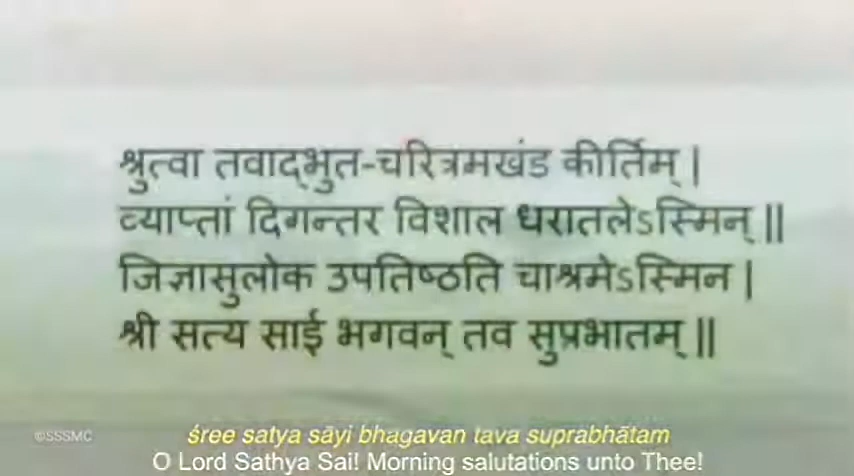 श्रुत्वा तवाद्भुत-चरित्रमखंड कीर्तिम् |
व्याप्तां दिगन्तर विशाल धरातलेऽस्मिन् ||
जिज्ञासुलोक उपतिष्ठति चाश्रमेऽस्मिन |
श्री सत्य साई भगवन् तव सुप्रभातम् ||
©SSSMC
śree satya sāyi bhagavan tava suprabhātam
O Lord Sathya Sai! Morning salutations unto Thee!